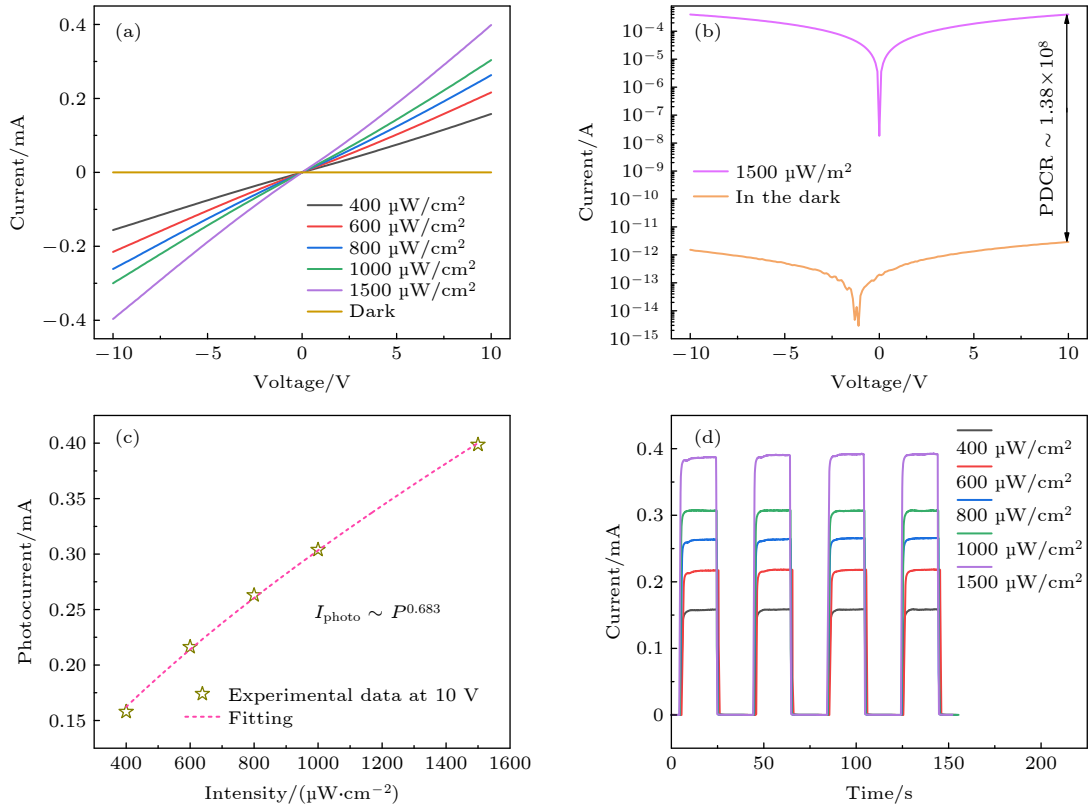 (a)
0.4
0.2
0
−0.2
−0.4
Current/mA
400 µW/cm²
600 µW/cm²
800 µW/cm²
1000 µW/cm²
1500 µW/cm²
Dark
−10
−5
0
5
10
Voltage/V
(b)
10⁻⁴
10⁻⁵
10⁻⁶
10⁻⁷
10⁻⁸
10⁻⁹
10⁻¹⁰
10⁻¹¹
10⁻¹²
10⁻¹³
10⁻¹⁴
10⁻¹⁵
Current/A
1500 µW/m²
In the dark
PDCR ∼ 1.38×10⁸
−10
−5
0
5
10
Voltage/V
(c)
0.40
0.35
0.30
0.25
0.20
0.15
Photocurrent/mA
I_photo ∼ P^0.683
Experimental data at 10 V
Fitting
400
600
800
1000
1200
1400
1600
Intensity/(µW·cm⁻²)
(d)
0.4
0.3
0.2
0.1
0
Current/mA
400 µW/cm²
600 µW/cm²
800 µW/cm²
1000 µW/cm²
1500 µW/cm²
0
50
100
150
200
Time/s